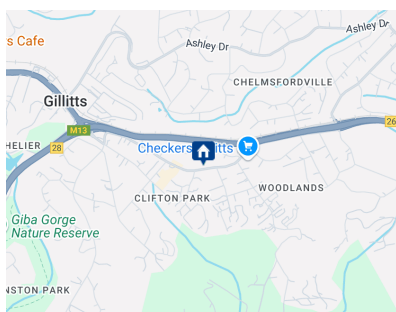 Ashley Dr
Ashley Dr
s Cafe
CHELMSFORDVILLE
Gillitts
M13
26
HELIER
28
Checkers
itts
CLIFTON PARK
WOODLANDS
Giba Gorge
Nature Reserve
NSTON PARK